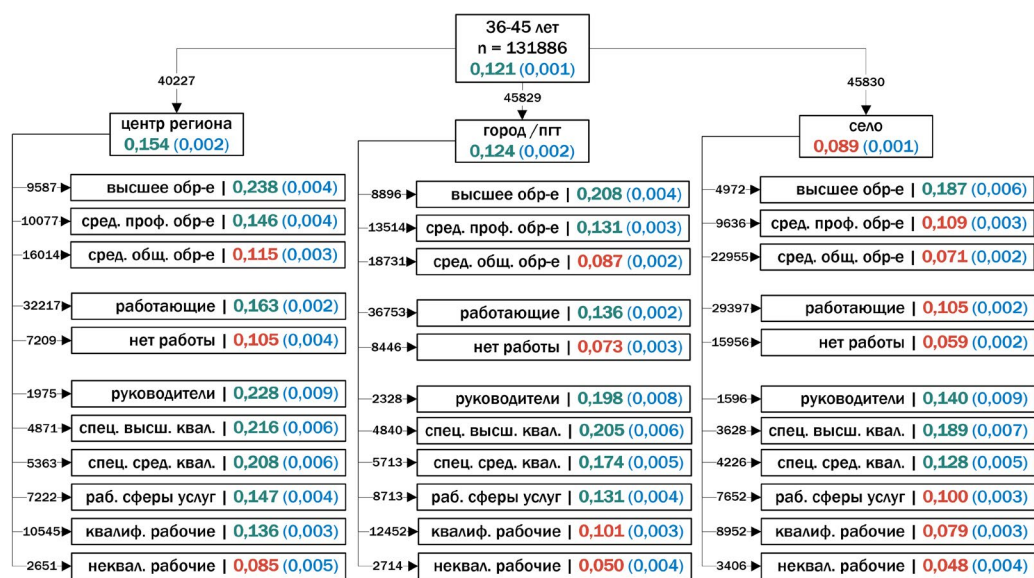 36-45 лет
n = 131886
0,121 (0,001)
40227
45829
45830
центр региона
0,154 (0,002)
город /пгт
0,124 (0,002)
село
0,089 (0,001)
9587 высшее обр-е | 0,238 (0,004)
10077 сред. проф. обр-е | 0,146 (0,004)
16014 сред. общ. обр-е | 0,115 (0,003)
32217 работающие | 0,163 (0,002)
7209 нет работы | 0,105 (0,004)
1975 руководители | 0,228 (0,009)
4871 спец. высш. квал. | 0,216 (0,006)
5363 спец. сред. квал. | 0,208 (0,006)
7222 раб. сферы услуг | 0,147 (0,004)
10545 квалиф. рабочие | 0,136 (0,003)
2651 неквал. рабочие | 0,085 (0,005)
8896 высшее обр-е | 0,208 (0,004)
13514 сред. проф. обр-е | 0,131 (0,003)
18731 сред. общ. обр-е | 0,087 (0,002)
36753 работающие | 0,136 (0,002)
8446 нет работы | 0,073 (0,003)
2328 руководители | 0,198 (0,008)
4840 спец. высш. квал. | 0,205 (0,006)
5713 спец. сред. квал. | 0,174 (0,005)
8713 раб. сферы услуг | 0,131 (0,004)
12452 квалиф. рабочие | 0,101 (0,003)
2714 неквал. рабочие | 0,050 (0,004)
4972 высшее обр-е | 0,187 (0,006)
9636 сред. проф. обр-е | 0,109 (0,003)
22955 сред. общ. обр-е | 0,071 (0,002)
29397 работающие | 0,105 (0,002)
15956 нет работы | 0,059 (0,002)
1596 руководители | 0,140 (0,009)
3628 спец. высш. квал. | 0,189 (0,007)
4226 спец. сред. квал. | 0,128 (0,005)
7652 раб. сферы услуг | 0,100 (0,003)
8952 квалиф. рабочие | 0,079 (0,003)
3406 неквал. рабочие | 0,048 (0,004)